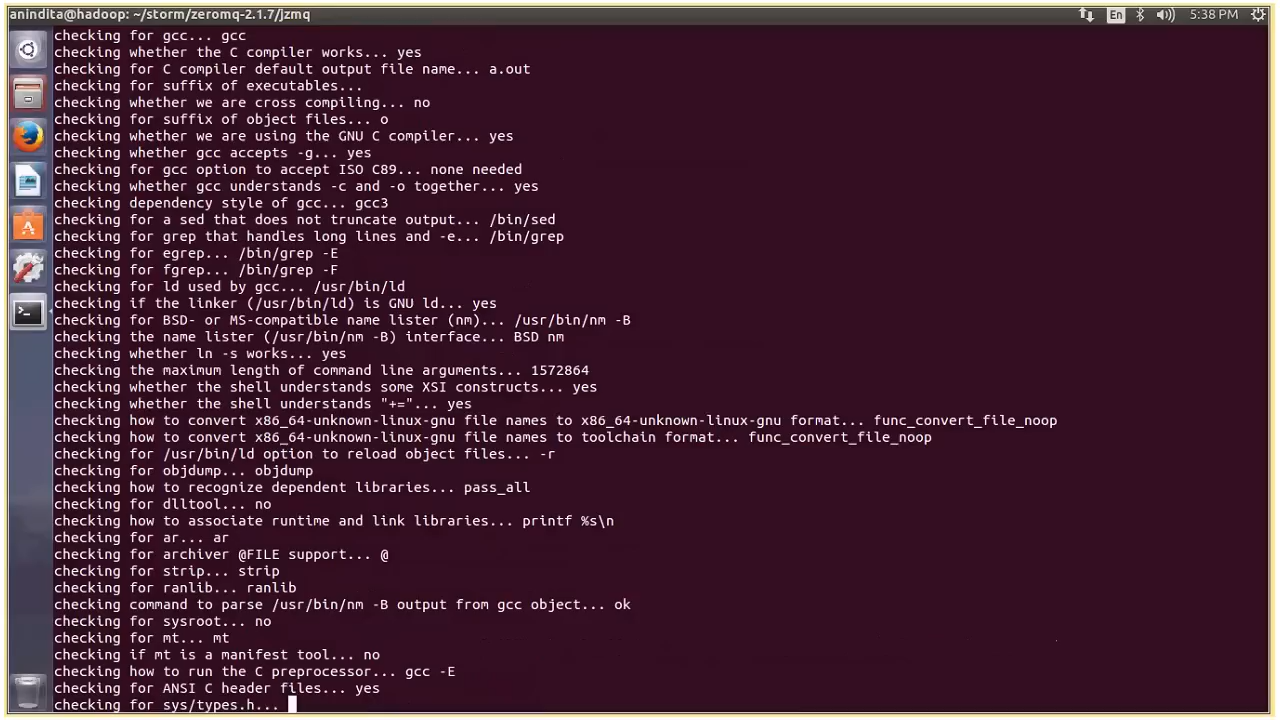 anindita@hadoop: ~/storm/zeromq-2.1.7/jzmq
En
5:38 PM
checking for gcc... gcc
checking whether the C compiler works... yes
checking for C compiler default output file name... a.out
checking for suffix of executables...
checking whether we are cross compiling... no
checking for suffix of object files... o
checking whether we are using the GNU C compiler... yes
checking whether gcc accepts -g... yes
checking for gcc option to accept ISO C89... none needed
checking whether gcc understands -c and -o together... yes
checking dependency style of gcc... gcc3
checking for a sed that does not truncate output... /bin/sed
checking for grep that handles long lines and -e... /bin/grep
checking for egrep... /bin/grep -E
checking for fgrep... /bin/grep -F
checking for ld used by gcc... /usr/bin/ld
checking if the linker (/usr/bin/ld) is GNU ld... yes
checking for BSD- or MS-compatible name lister (nm)... /usr/bin/nm -B
checking the name lister (/usr/bin/nm -B) interface... BSD nm
checking whether ln -s works... yes
checking the maximum length of command line arguments... 1572864
checking whether the shell understands some XSI constructs... yes
checking whether the shell understands "+="... yes
checking how to convert x86_64-unknown-linux-gnu file names to x86_64-unknown-linux-gnu format... func_convert_file_noop
checking how to convert x86_64-unknown-linux-gnu file names to toolchain format... func_convert_file_noop
checking for /usr/bin/ld option to reload object files... -r
checking for objdump... objdump
checking how to recognize dependent libraries... pass_all
checking for dlltool... no
checking how to associate runtime and link libraries... printf %s\n
checking for ar... ar
checking for archiver @FILE support... @
checking for strip... strip
checking for ranlib... ranlib
checking command to parse /usr/bin/nm -B output from gcc object... ok
checking for sysroot... no
checking for mt... mt
checking if mt is a manifest tool... no
checking how to run the C preprocessor... gcc -E
checking for ANSI C header files... yes
checking for sys/types.h...